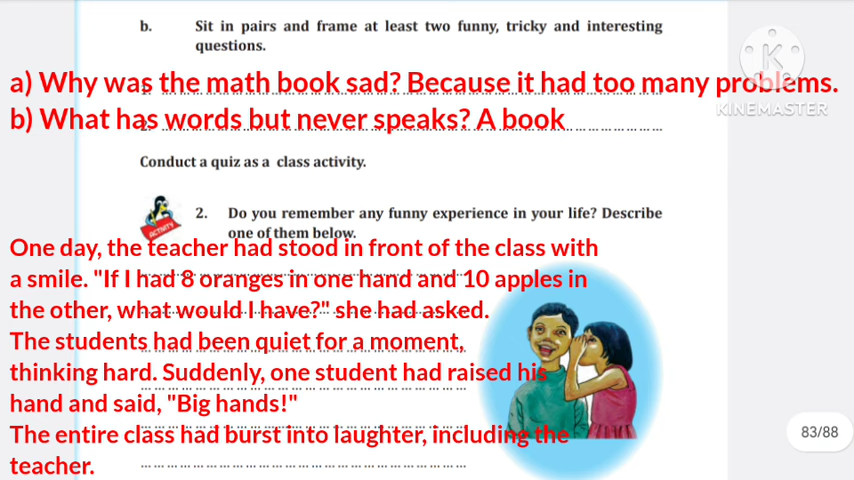 b. Sit in pairs and frame at least two funny, tricky and interesting
questions.
a) Why was the math book sad? Because it had too many problems.
KINEMASTER
b) What has words but never speaks? A book
Conduct a quiz as a class activity.
ACTIVITY
2. Do you remember any funny experience in your life? Describe
one of them below.
One day, the teacher had stood in front of the class with
a smile. "If I had 8 oranges in one hand and 10 apples in
the other, what would I have?" she had asked.
The students had been quiet for a moment,
thinking hard. Suddenly, one student had raised his
hand and said, "Big hands!"
The entire class had burst into laughter, including the
teacher.
83/88